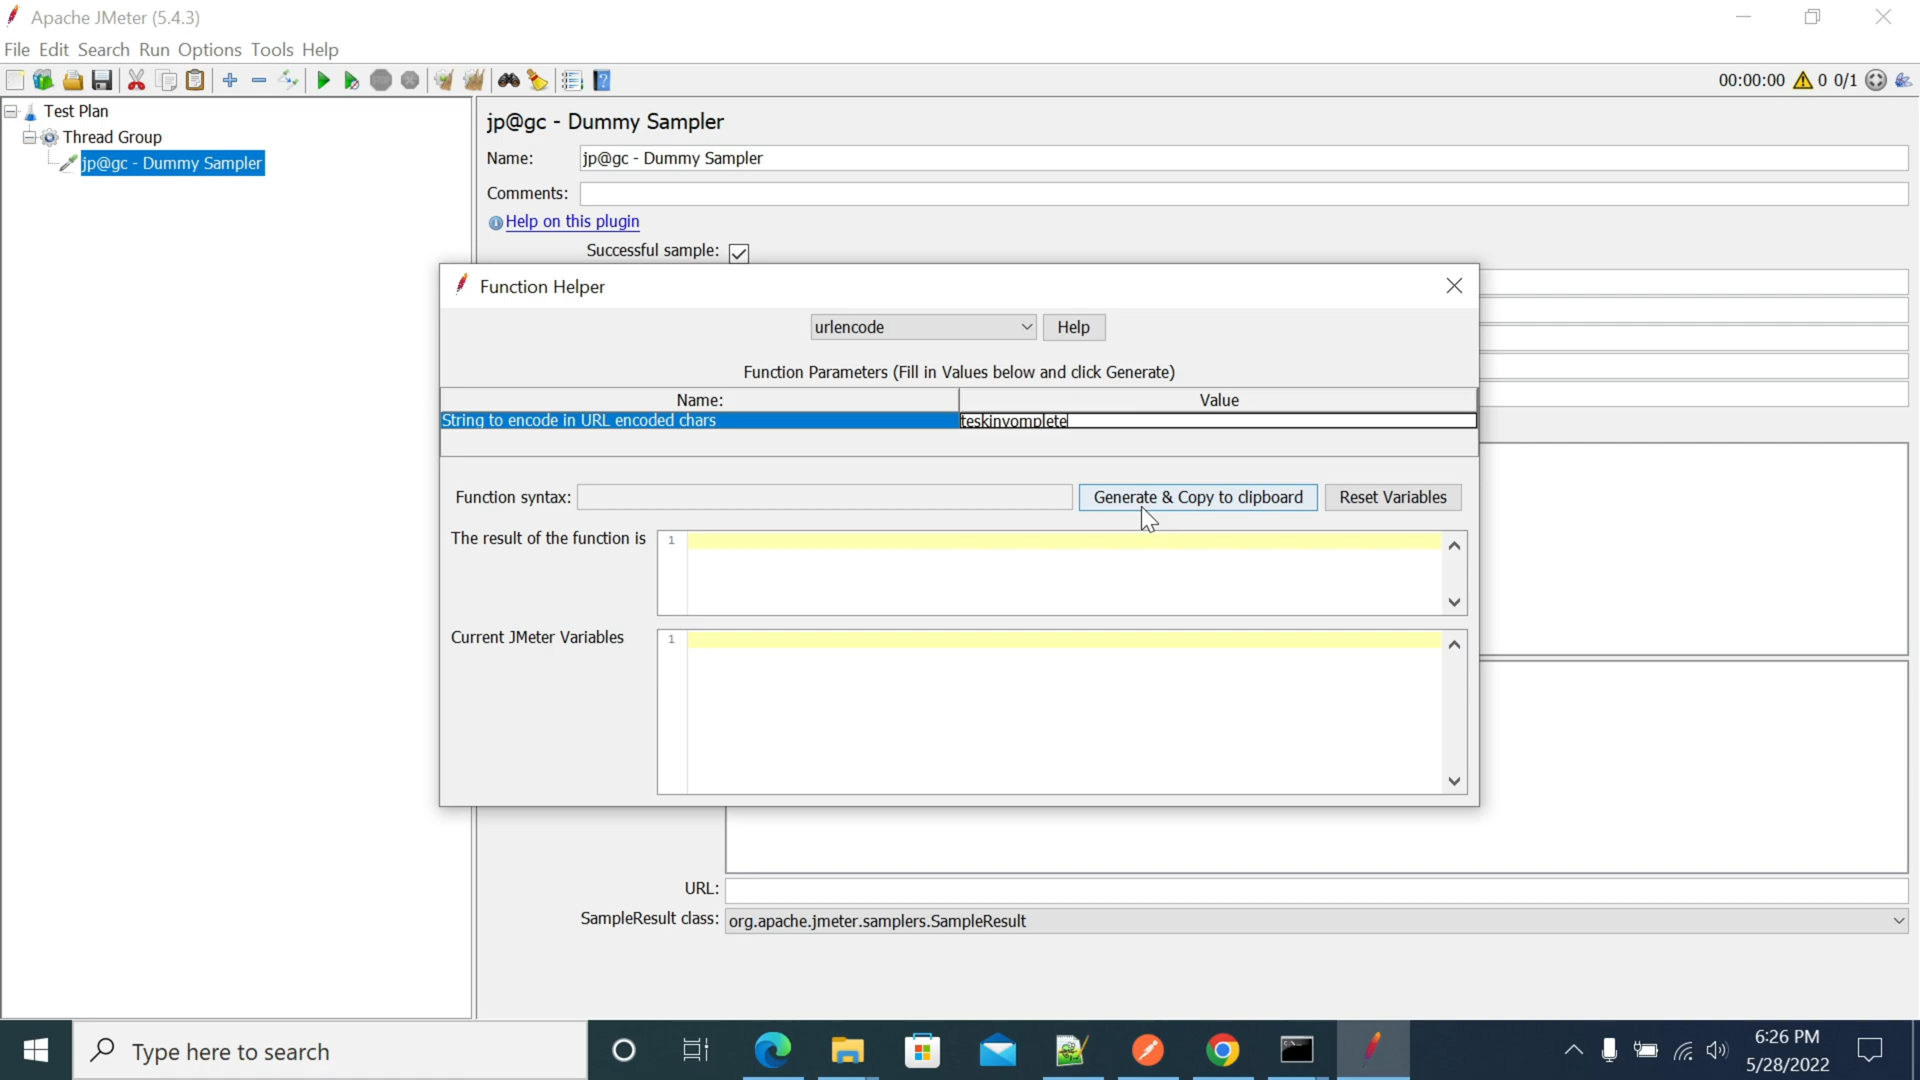 Apache JMeter (5.4.3)
File Edit Search Run Options Tools Help
00:00:00 0 0/1
Test Plan
Thread Group
jp@gc - Dummy Sampler
jp@gc - Dummy Sampler
Name: jp@gc - Dummy Sampler
Comments:
Help on this plugin
Successful sample:
Function Helper
urlencode Help
Function Parameters (Fill in Values below and click Generate)
Name: Value
String to encode in URL encoded chars teskinvomplete
Function syntax: Generate & Copy to clipboard Reset Variables
The result of the function is 1
Current JMeter Variables 1
URL:
SampleResult class: org.apache.jmeter.samplers.SampleResult
Type here to search
6:26 PM
5/28/2022